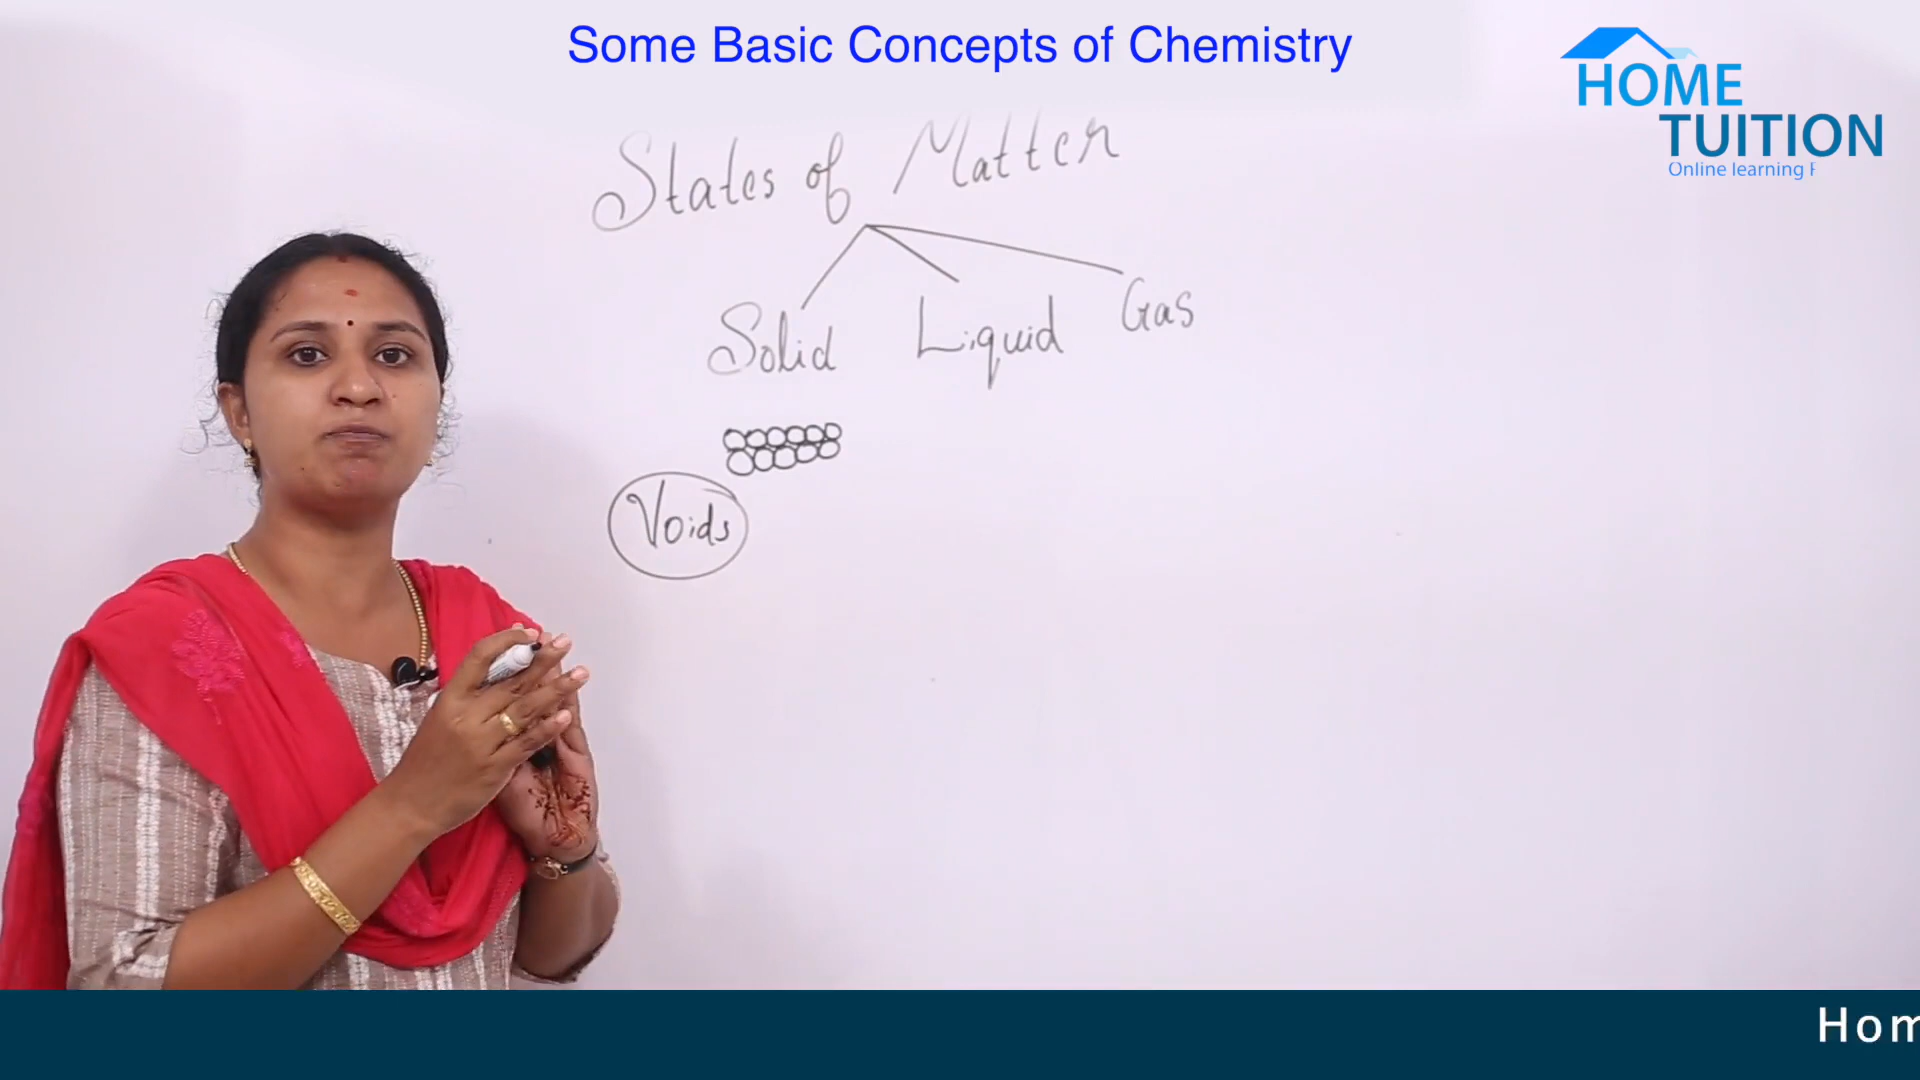 Some Basic Concepts of Chemistry
HOME
TUITION
Online learning
States of Matter
Solid Liquid Gas
Voids
Hom